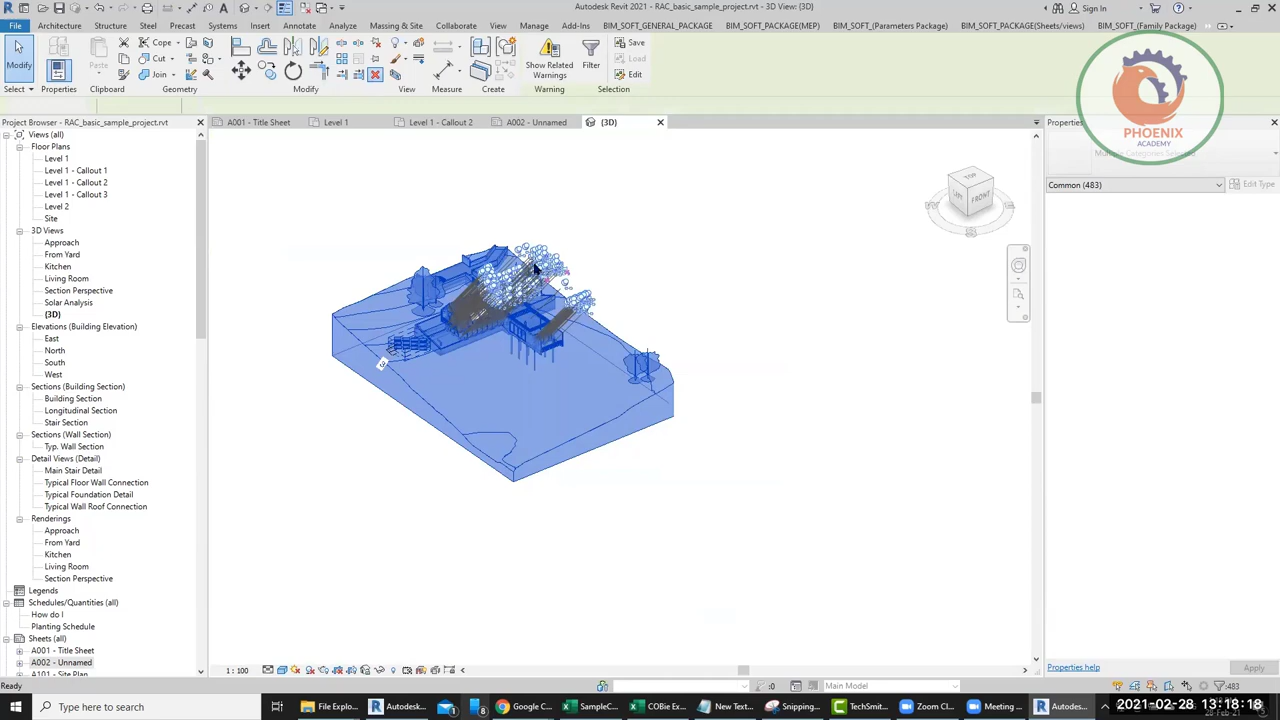 Autodesk Revit 2021 - RAC_basic_sample_project.rvt - 3D View: {3D}
Sign In
File Architecture Structure Steel Precast Systems Insert Annotate Analyze Massing & Site Collaborate View Manage Add-Ins BIM_SOFT_GENERAL_PACKAGE BIM_SOFT_PACKAGE(MEP) BIM_SOFT_(Parameters Package) BIM_SOFT_PACKAGE(Sheets/views) BIM_SOFT_(Family Package)
Modify
Paste
Cope
Cut
Join
Show Related
Warnings
Filter
Save
Load
Edit
Select Properties Clipboard Geometry Modify View Measure Create Warning Selection
PHOENIX
ACADEMY
Project Browser - RAC_basic_sample_project.rvt
A001 - Title Sheet
Level 1
Level 1 - Callout 2
A002 - Unnamed
{3D}
Properties
Multiple Categories Selected
Common (483)
Edit Type
Views (all)
Floor Plans
Level 1
Level 1 - Callout 1
Level 1 - Callout 2
Level 1 - Callout 3
Level 2
Site
3D Views
Approach
From Yard
Kitchen
Living Room
Section Perspective
Solar Analysis
{3D}
Elevations (Building Elevation)
East
North
South
West
Sections (Building Section)
Building Section
Longitudinal Section
Stair Section
Sections (Wall Section)
Typ. Wall Section
Detail Views (Detail)
Main Stair Detail
Typical Floor Wall Connection
Typical Foundation Detail
Typical Wall Roof Connection
Renderings
Approach
From Yard
Kitchen
Living Room
Section Perspective
Legends
Schedules/Quantities (all)
How do I
Planting Schedule
Sheets (all)
A001 - Title Sheet
A002 - Unnamed
A101 - Site Plan
TOP
FRONT
1 : 100
Properties help
Apply
Ready
:0
Main Model
:483
Type here to search
File Explo...
Autodesk...
Google C...
SampleC...
COBie Ex...
New Text...
Snipping...
TechSmit...
Zoom Cl...
Meeting ...
Autodes...
2021-02-28 13:18:18